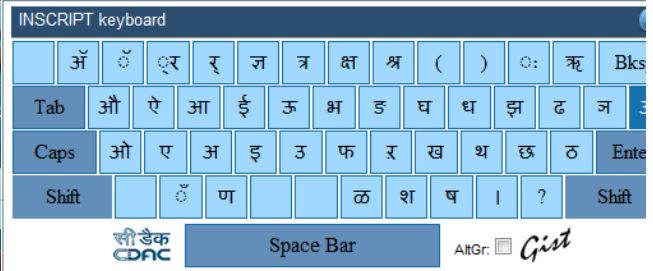 INSCRIPT keyboard
ॲ ॅ ्र र् ज्ञ त्र क्ष श्र ( ) ः ऋ Bks
Tab औ ऐ आ ई ऊ भ ङ घ ध झ ढ ञ
Caps ओ ए अ इ उ फ ऱ ख थ छ ठ Ente
Shift ँ ण ळ श ष । ? Shift
सी डैक
CDAC Space Bar AltGr: Gist